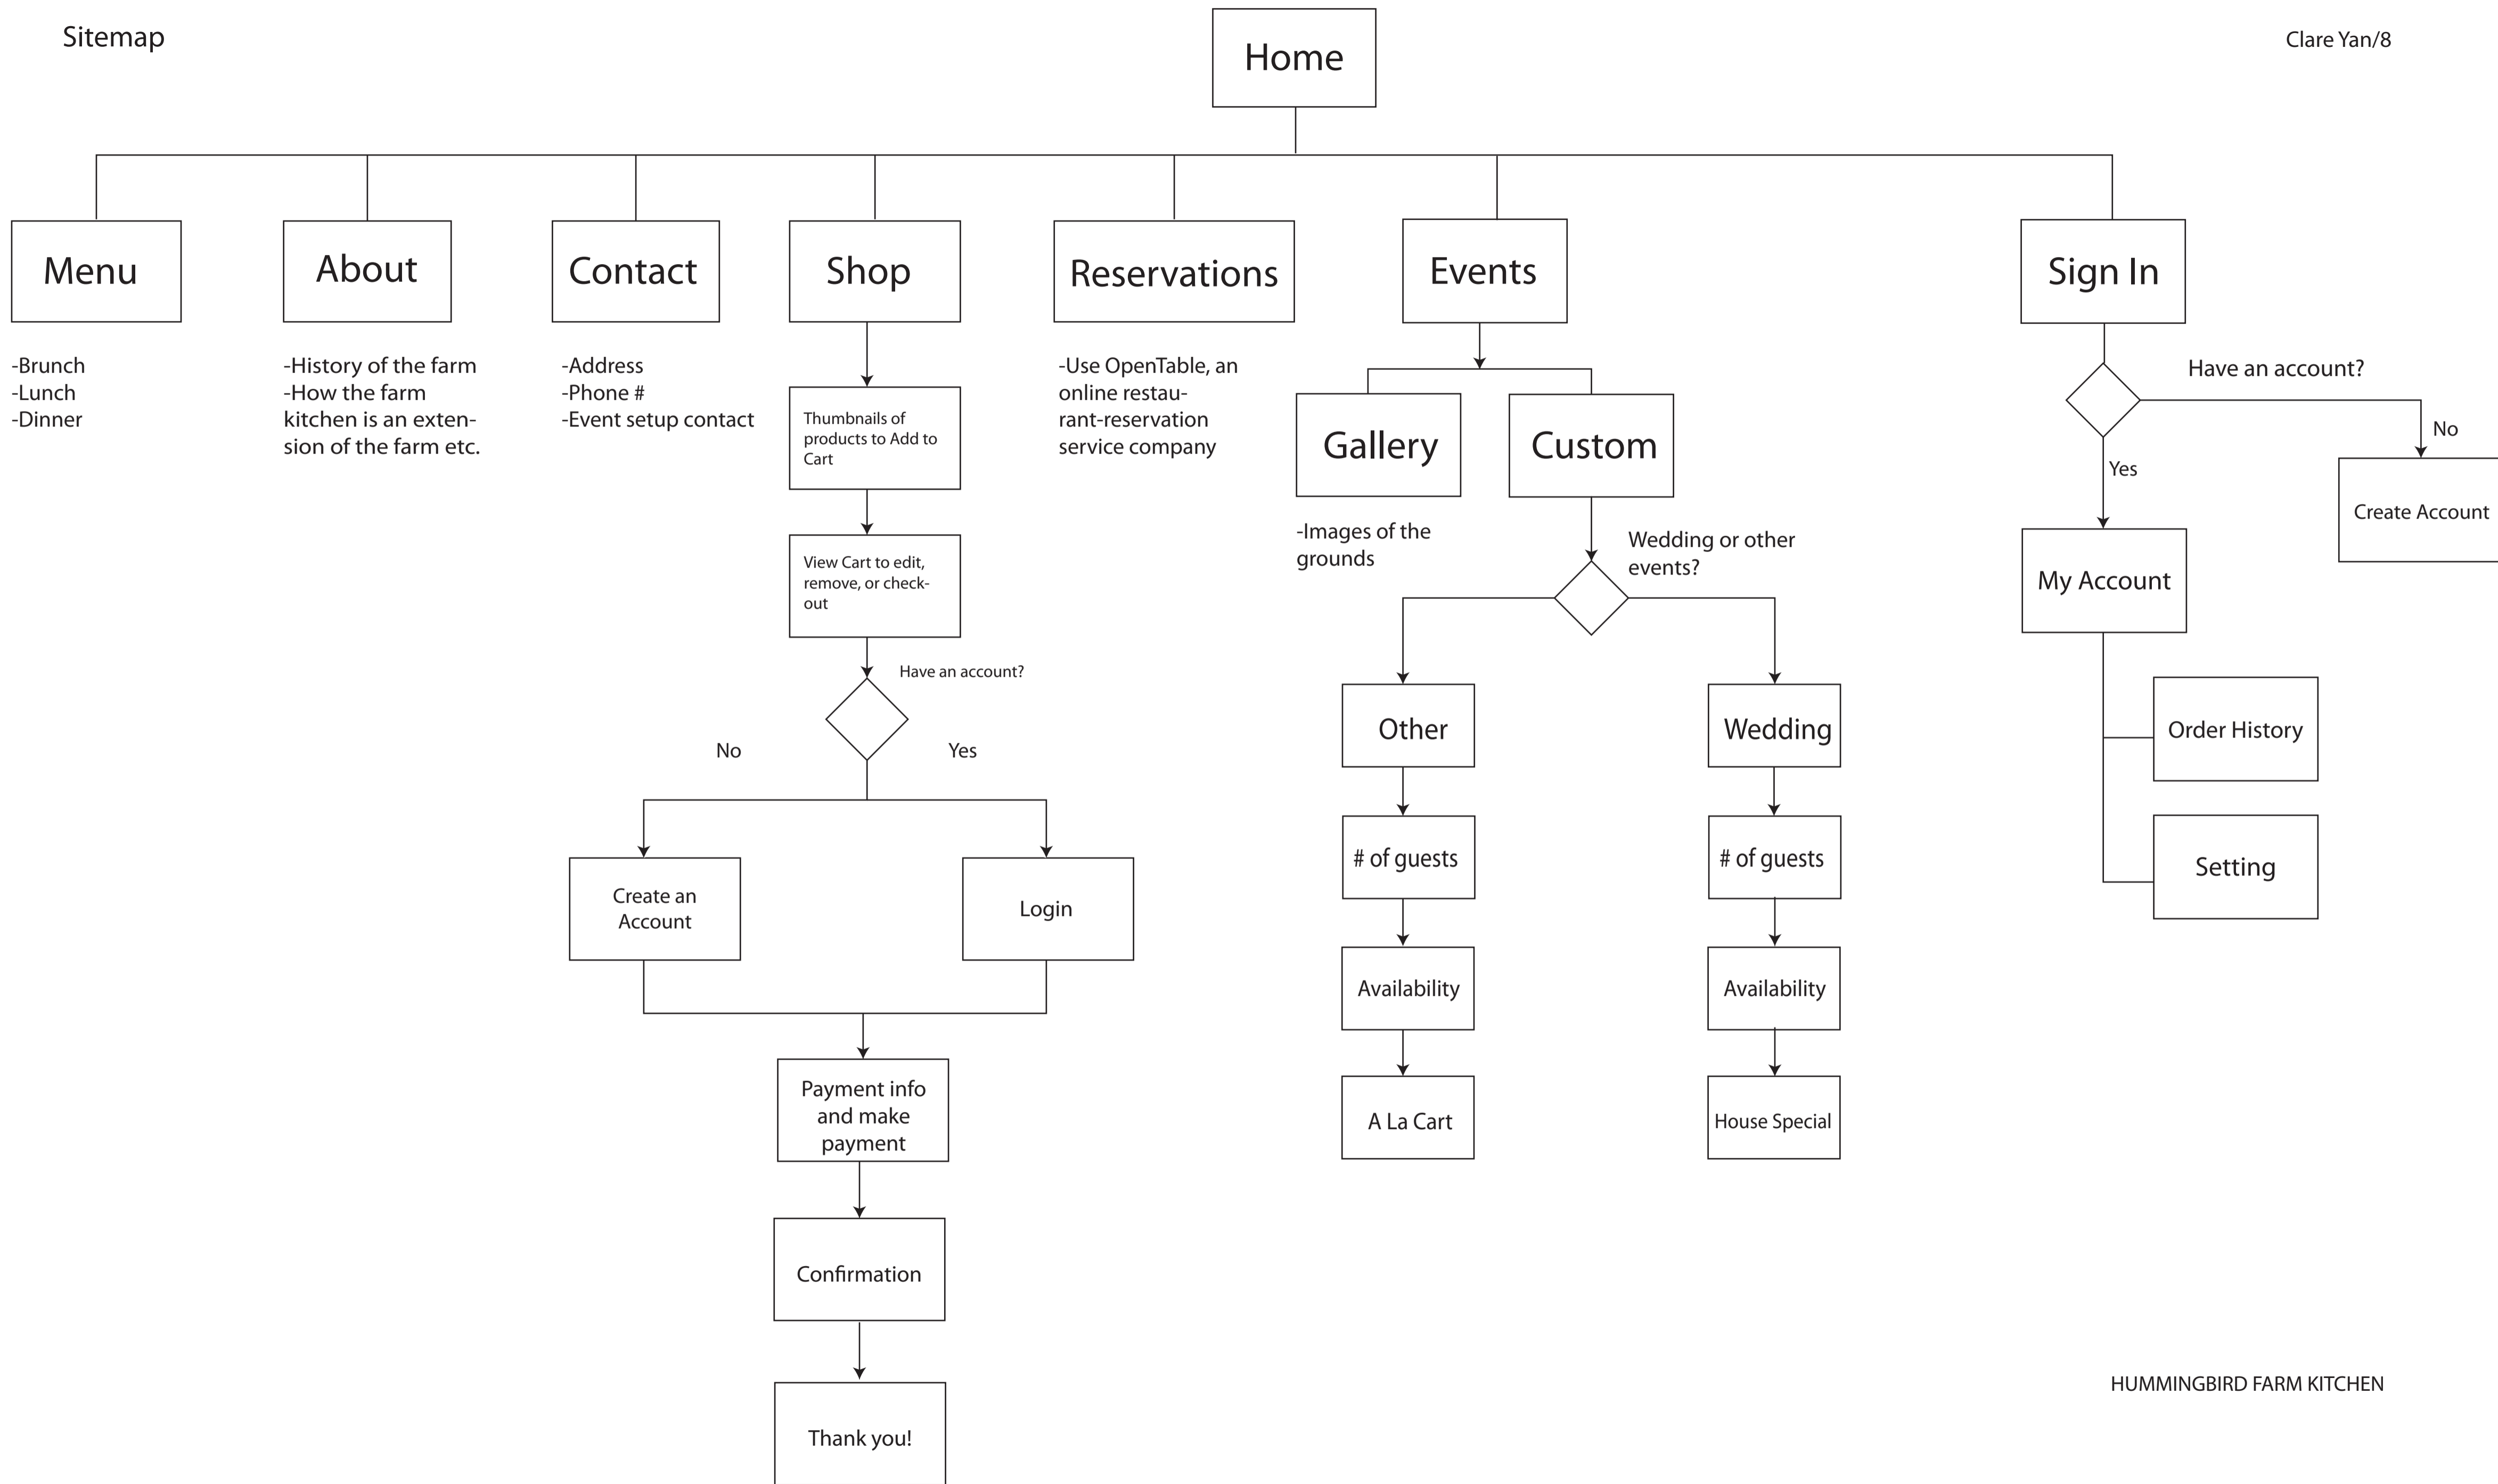 Sitemap
Clare Yan/8
Home
Menu
About
Contact
Shop
Reservations
Events
Sign In
-Brunch
-Lunch
-Dinner
-History of the farm
-How the farm
kitchen is an exten-
sion of the farm etc.
-Address
-Phone #
-Event setup contact
Thumbnails of
products to Add to
Cart
View Cart to edit,
remove, or check-
out
Have an account?
No
Yes
Create an
Account
Login
Payment info
and make
payment
Confirmation
Thank you!
-Use OpenTable, an
online restau-
rant-reservation
service company
Gallery
Custom
-Images of the
grounds
Wedding or other
events?
Other
Wedding
# of guests
# of guests
Availability
Availability
A La Cart
House Special
Have an account?
No
Yes
Create Account
My Account
Order History
Setting
HUMMINGBIRD FARM KITCHEN